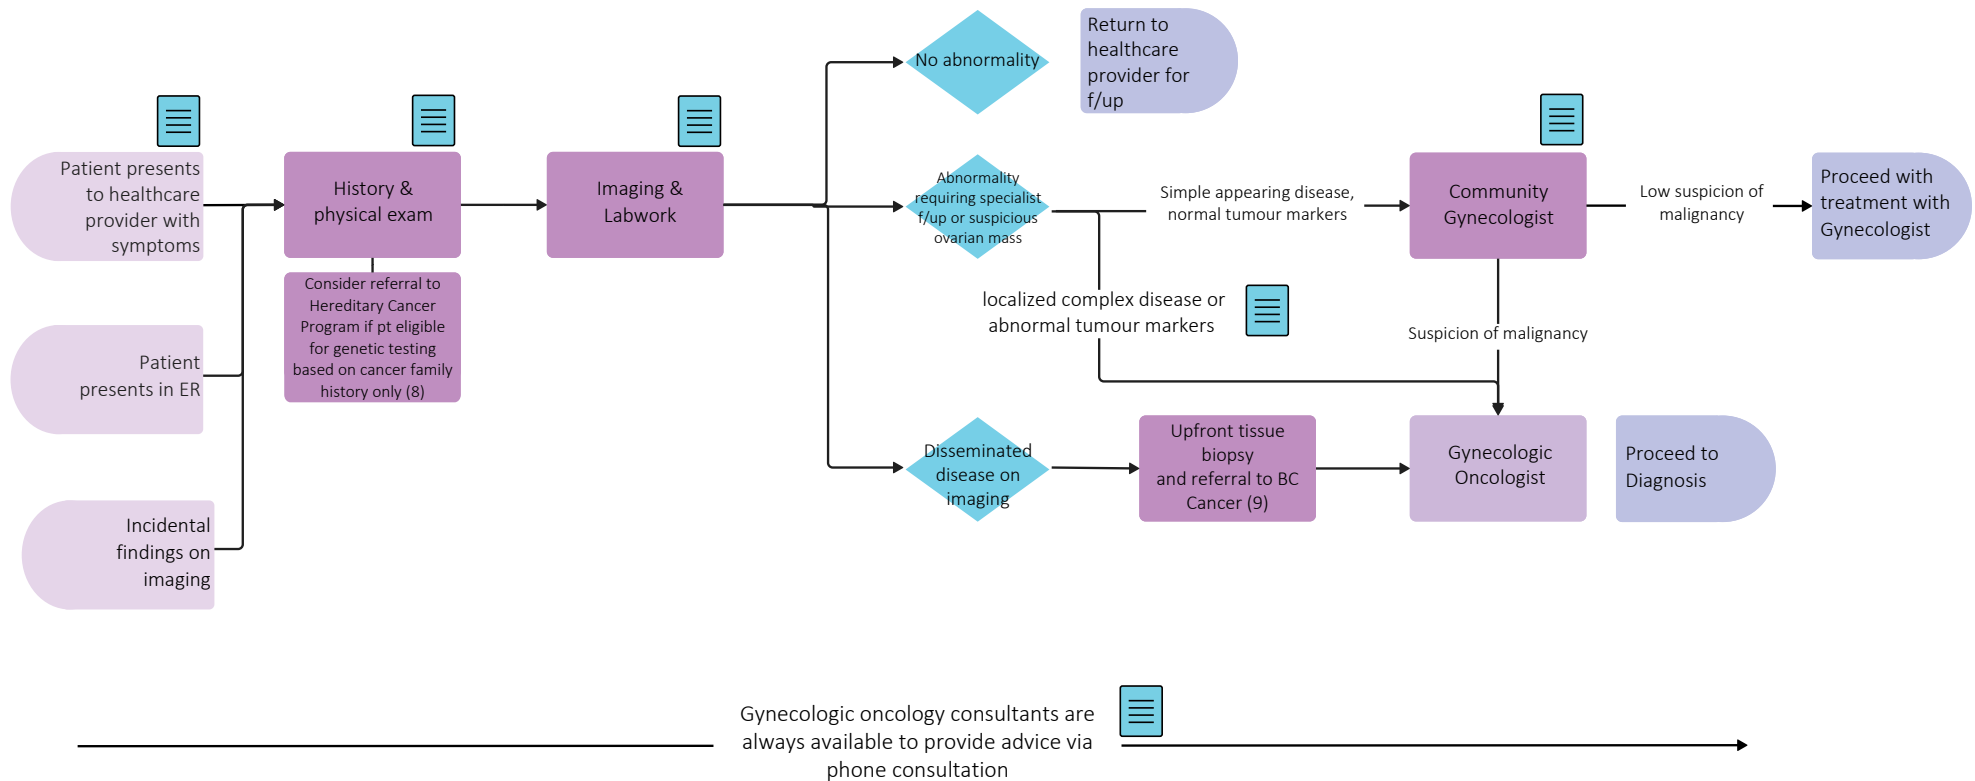 No abnormality
Return to
healthcare
provider for
f/up
Patient presents
to healthcare
provider with
symptoms
History &
physical exam
Imaging &
Labwork
Abnormality
requiring specialist
f/up or suspicious
ovarian mass
Simple appearing disease,
normal tumour markers
Community
Gynecologist
Low suspicion of
malignancy
Proceed with
treatment with
Gynecologist
Consider referral to
Hereditary Cancer
Program if pt eligible
for genetic testing
based on cancer family
history only (8)
localized complex disease or
abnormal tumour markers
Suspicion of malignancy
Patient
presents in ER
Disseminated
disease on
imaging
Upfront tissue
biopsy
and referral to BC
Cancer (9)
Gynecologic
Oncologist
Proceed to
Diagnosis
Incidental
findings on
imaging
Gynecologic oncology consultants are
always available to provide advice via
phone consultation